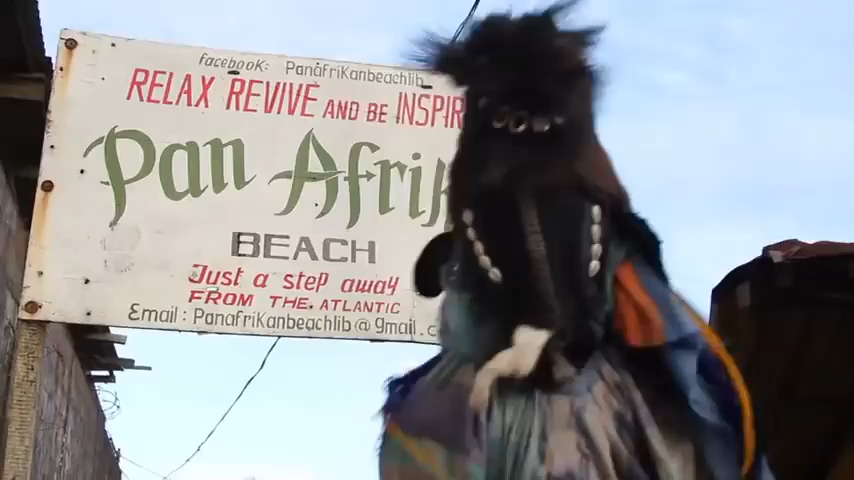 facebook: PanafriKanbeachlib
RELAX REVIVE AND BE INSPIR
Pan Afrik
BEACH
Just a step away
FROM THE ATLANTIC
Email: PanafriKanbeachlib@gmail.c